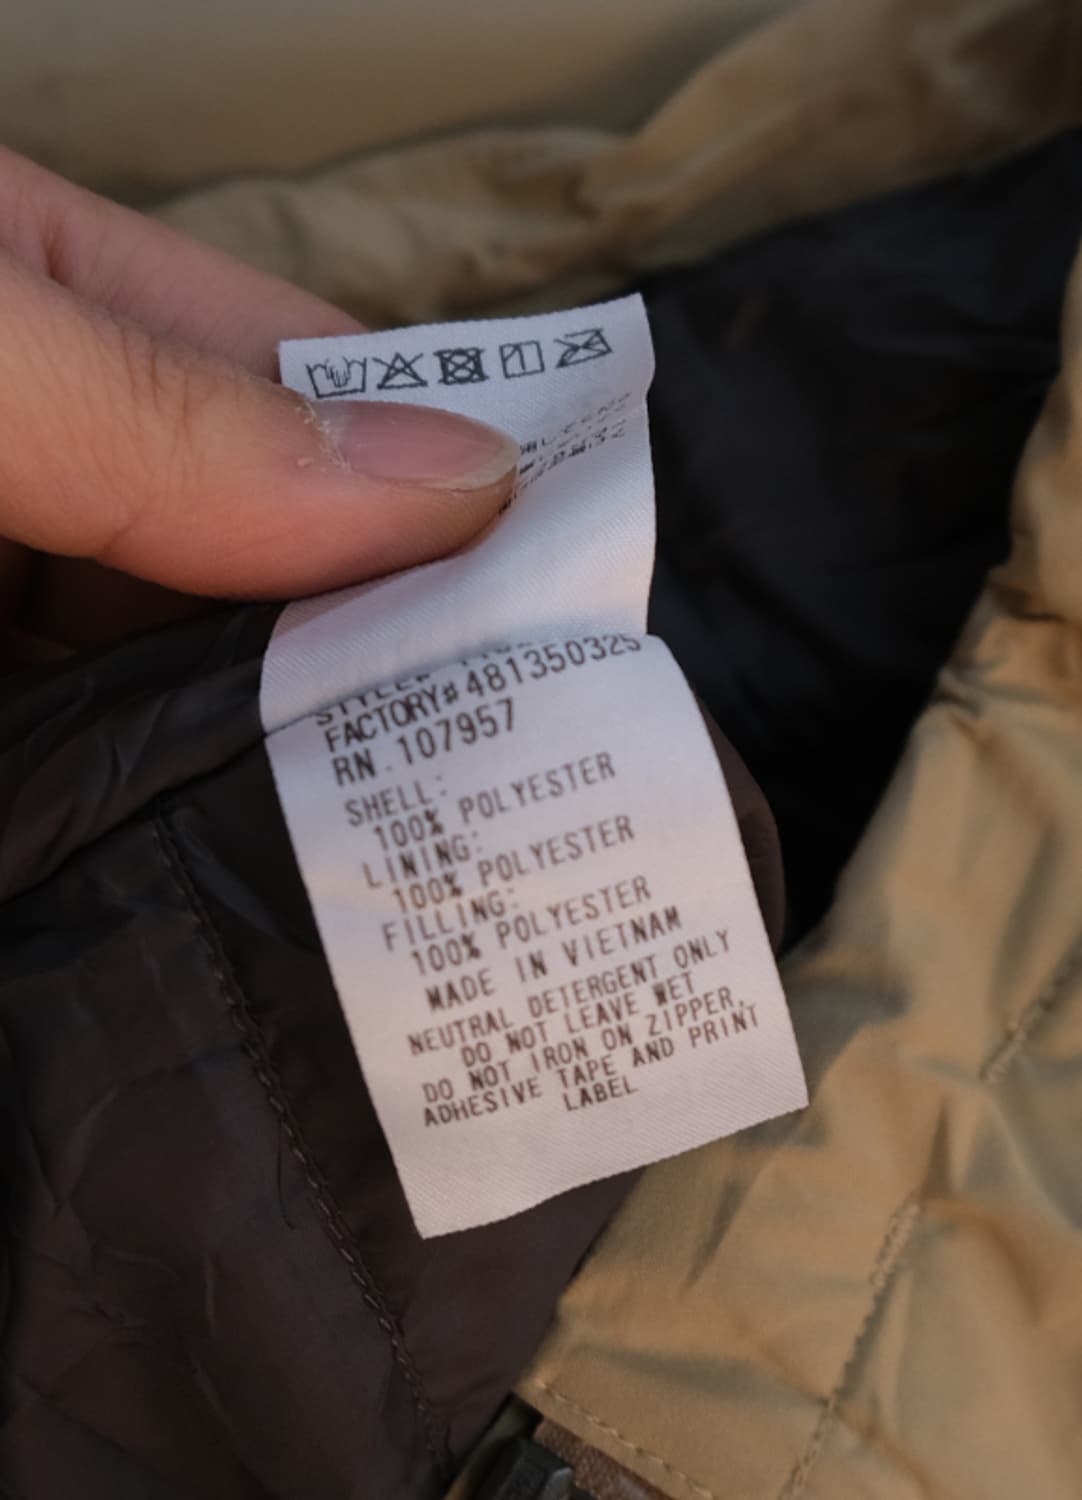 FACTORY# 481350325
RN. 107957
SHELL:
100% POLYESTER
LINING:
100% POLYESTER
FILLING:
100% POLYESTER
MADE IN VIETNAM
NEUTRAL DETERGENT ONLY
DO NOT LEAVE WET
DO NOT IRON ON ZIPPER,
ADHESIVE TAPE AND PRINT
LABEL